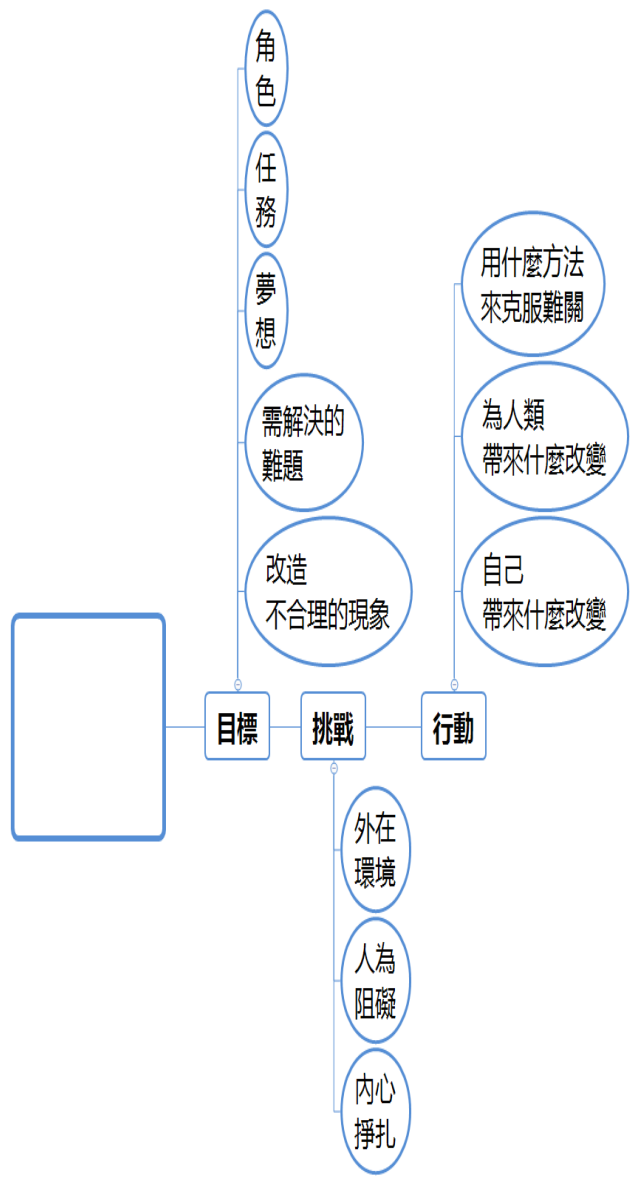 角
色
任
務
夢
想
需解決的
難題
改造
不合理的現象
用什麼方法
來克服難關
為人類
帶來什麼改變
自己
帶來什麼改變
目標
挑戰
行動
外在
環境
人為
阻礙
內心
掙扎